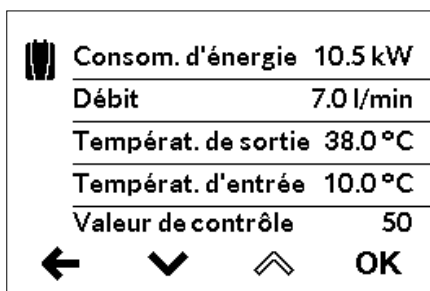 Consom. d'énergie 10.5 kW
Débit 7.0 l/min
Températ. de sortie 38.0 °C
Températ. d'entrée 10.0 °C
Valeur de contrôle 50
OK